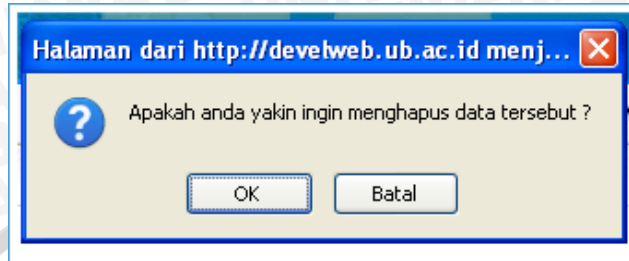 Halaman dari http://develweb.ub.ac.id menj...
Apakah anda yakin ingin menghapus data tersebut ?
OK
Batal